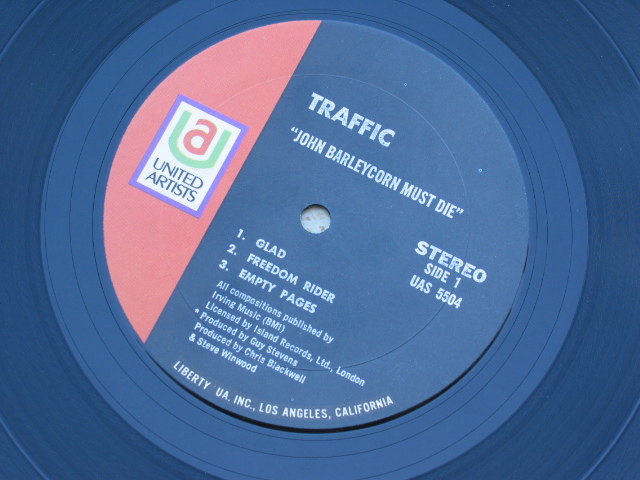 TRAFFIC
"JOHN BARLEYCORN MUST DIE"
a
UNITED
ARTISTS
STEREO
SIDE 1
UAS 5504
1. GLAD
2. FREEDOM RIDER
3. EMPTY PAGES
All compositions published by
Irving Music (BMI)
Licensed by Island Records, Ltd., London
* Produced by Guy Stevens
Produced by Chris Blackwell
& Steve Winwood
LIBERTY UA, INC., LOS ANGELES, CALIFORNIA